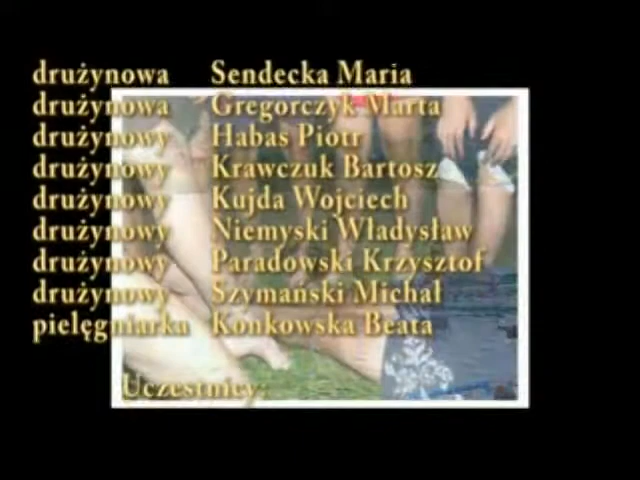 drużynowa Sendecka Maria
drużynowa Gregorczyk Marta
drużynowy Habas Piotr
drużynowy Krawczuk Bartosz
drużynowy Kujda Wojciech
drużynowy Niemyski Władysław
drużynowy Paradowski Krzysztof
drużynowy Szymański Michał
pielęgniarka Konkowska Beata
Uczestnicy: